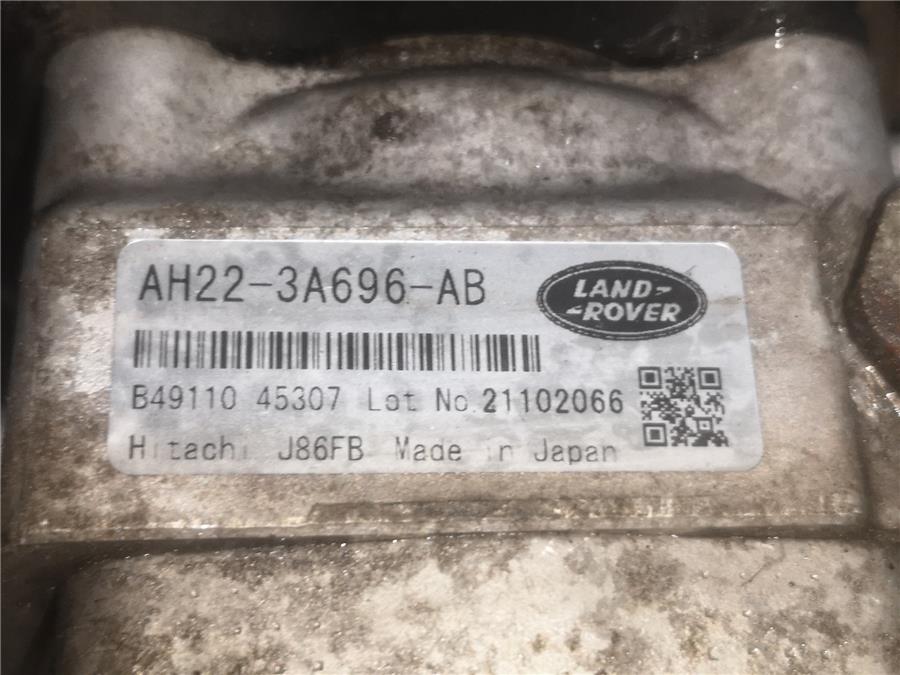 AH22-3A696-AB
LAND-
-ROVER
B49110 45307 Lot No.21102066
Hitachi J86FB Made in Japan